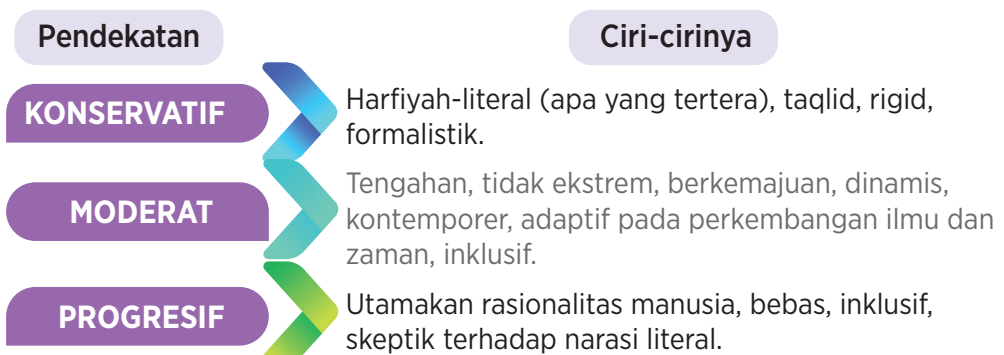 Pendekatan
Ciri-cirinya
KONSERVATIF
Harfiyah-literal (apa yang tertera), taqlid, rigid,
formalistik.
MODERAT
Tengahan, tidak ekstrem, berkemajuan, dinamis,
kontemporer, adaptif pada perkembangan ilmu dan
zaman, inklusif.
PROGRESIF
Utamakan rasionalitas manusia, bebas, inklusif,
skeptik terhadap narasi literal.